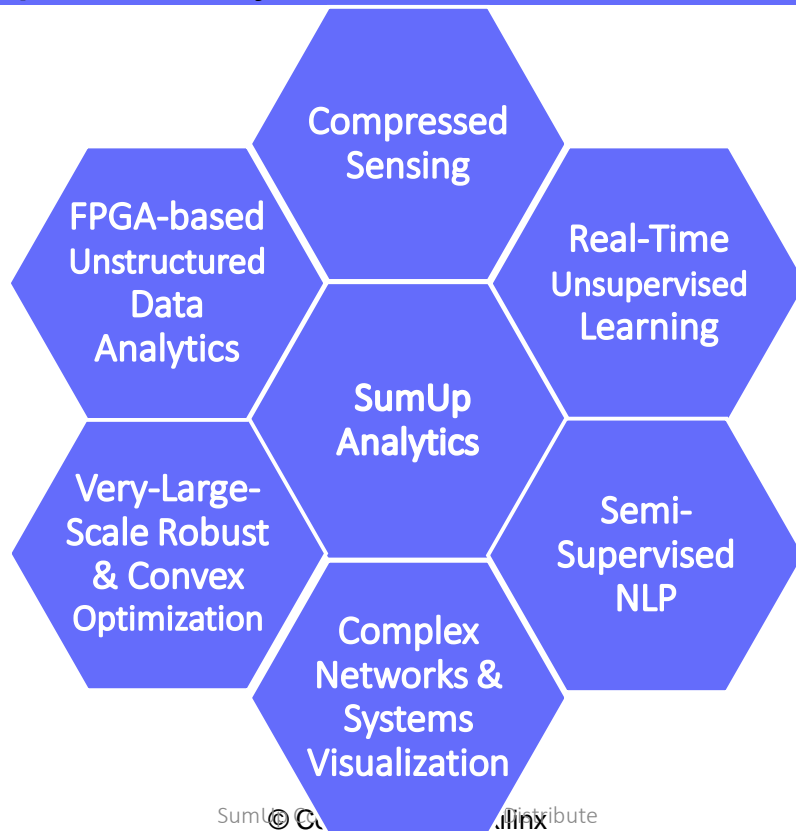 Compressed
Sensing
FPGA-based
Unstructured
Data
Analytics
Real-Time
Unsupervised
Learning
SumUp
Analytics
Very-Large-
Scale Robust
& Convex
Optimization
Semi-
Supervised
NLP
Complex
Networks &
Systems
Visualization
©